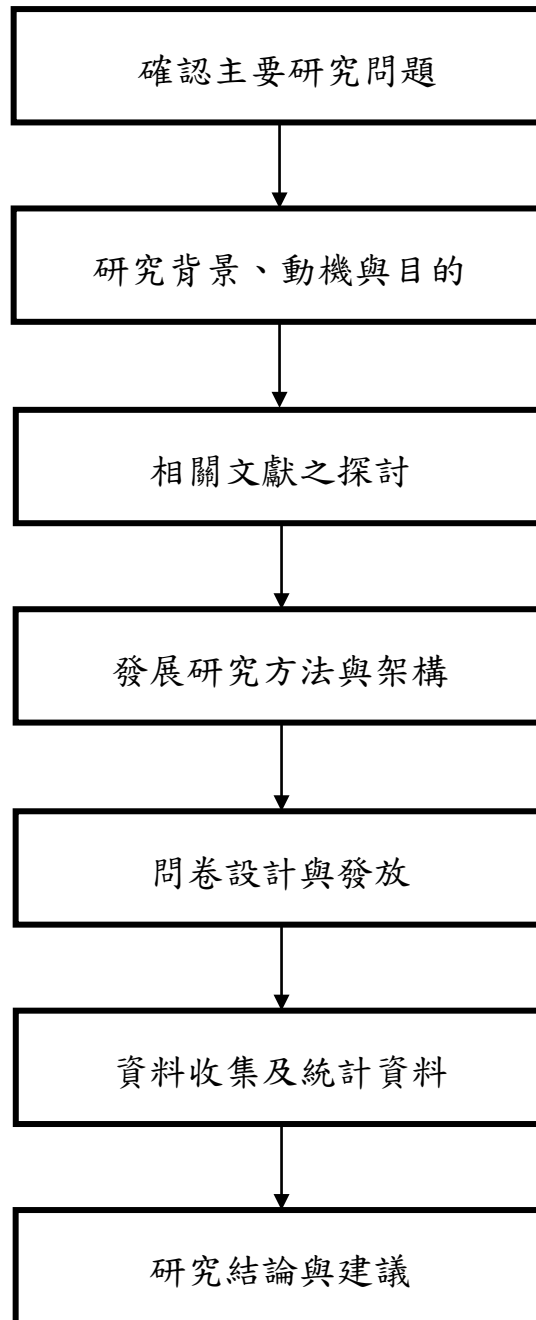 確認主要研究問題
研究背景、動機與目的
相關文獻之探討
發展研究方法與架構
問卷設計與發放
資料收集及統計資料
研究結論與建議